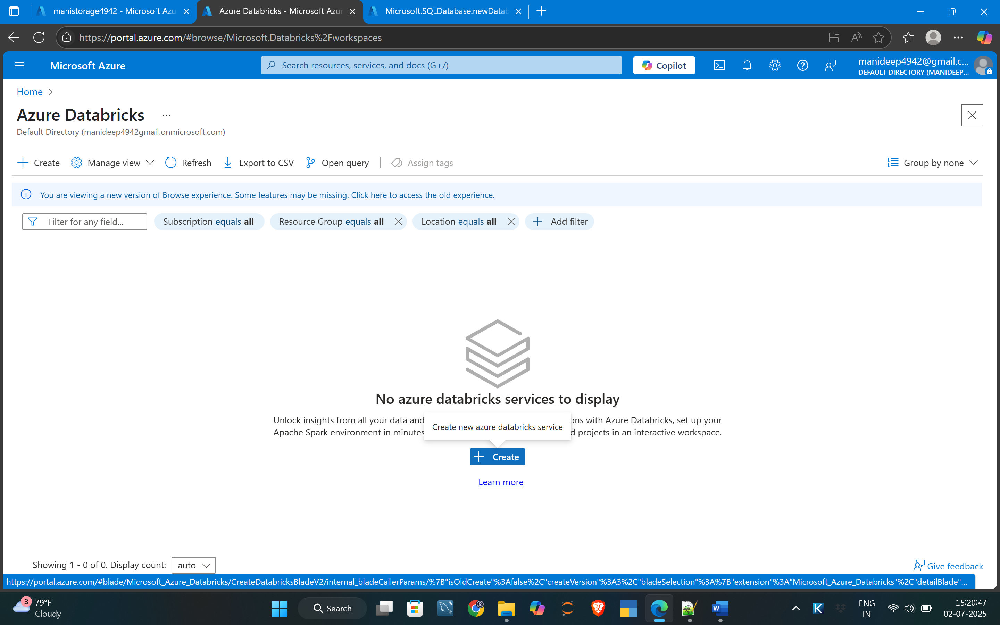 manistorage4942 - Microsoft Azu
Azure Databricks - Microsoft Azur
Microsoft.SQLDatabase.newDatab
https://portal.azure.com/#browse/Microsoft.Databricks%2Fworkspaces
Microsoft Azure
Search resources, services, and docs (G+/)
Copilot
manideep4942@gmail.c...
DEFAULT DIRECTORY (MANIDEEP...
Home
Azure Databricks
...
Default Directory (manideep4942gmail.onmicrosoft.com)
Create
Manage view
Refresh
Export to CSV
Open query
Assign tags
Group by none
You are viewing a new version of Browse experience. Some features may be missing. Click here to access the old experience.
Filter for any field...
Subscription equals all
Resource Group equals all
Location equals all
Add filter
No azure databricks services to display
Unlock insights from all your data and ons with Azure Databricks, set up your
Create new azure databricks service
Apache Spark environment in minutes d projects in an interactive workspace.
Create
Learn more
Showing 1 - 0 of 0. Display count:
auto
Give feedback
https://portal.azure.com/#blade/Microsoft_Azure_Databricks/CreateDatabricksBladeV2/internal_bladeCallerParams/%7B"isOldCreate"%3Afalse%2C"createVersion"%3A3%2C"bladeSelection"%3A%7B"extension"%3A"Microsoft_Azure_Databricks"%2C"detailBlade"...
3
79°F
Cloudy
Search
ENG
IN
15:20:47
02-07-2025